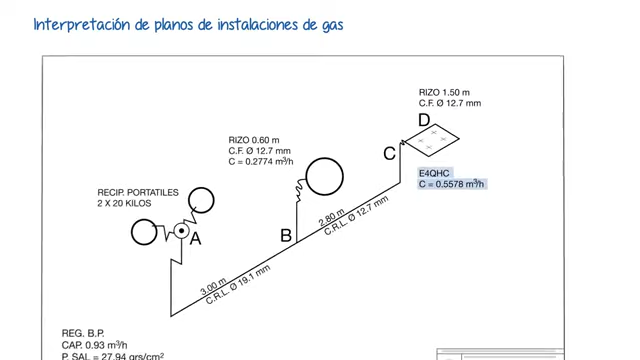 Interpretación de planos de instalaciones de gas
RIZO 1.50 m
C.F. Ø 12.7 mm
D
RIZO 0.60 m
C.F. Ø 12.7 mm
C = 0.2774 m³/h
C
E4QHC
C = 0.5578 m³/h
RECIP. PORTATILES
2 X 20 KILOS
A
B
2.80 m
C.R.L. Ø 12.7 mm
3.00 m
C.R.L. Ø 19.1 mm
REG. B.P.
CAP. 0.93 m³/h
P. SAL = 27.94 grs/cm²